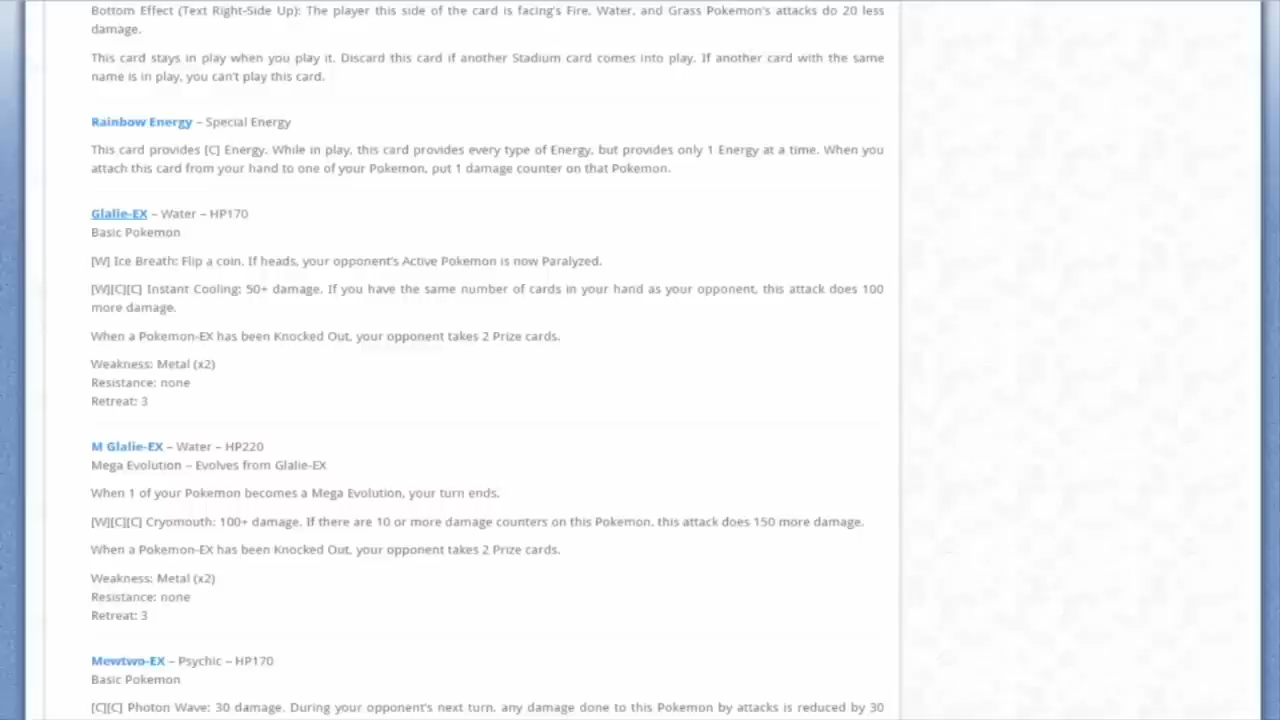 Bottom Effect (Text Right-Side Up): The player this side of the card is facing's Fire, Water, and Grass Pokemon's attacks do 20 less
damage.
This card stays in play when you play it. Discard this card if another Stadium card comes into play. If another card with the same
name is in play, you can't play this card.
Rainbow Energy – Special Energy
This card provides [C] Energy. While in play, this card provides every type of Energy, but provides only 1 Energy at a time. When you
attach this card from your hand to one of your Pokemon, put 1 damage counter on that Pokemon.
Glalie-EX – Water – HP170
Basic Pokemon
[W] Ice Breath: Flip a coin. If heads, your opponent's Active Pokemon is now Paralyzed.
[W][C][C] Instant Cooling: 50+ damage. If you have the same number of cards in your hand as your opponent, this attack does 100
more damage.
When a Pokemon-EX has been Knocked Out, your opponent takes 2 Prize cards.
Weakness: Metal (x2)
Resistance: none
Retreat: 3
M Glalie-EX – Water – HP220
Mega Evolution – Evolves from Glalie-EX
When 1 of your Pokemon becomes a Mega Evolution, your turn ends.
[W][C][C] Cryomouth: 100+ damage. If there are 10 or more damage counters on this Pokemon, this attack does 150 more damage.
When a Pokemon-EX has been Knocked Out, your opponent takes 2 Prize cards.
Weakness: Metal (x2)
Resistance: none
Retreat: 3
Mewtwo-EX – Psychic – HP170
Basic Pokemon
[C][C] Photon Wave: 30 damage. During your opponent's next turn, any damage done to this Pokemon by attacks is reduced by 30